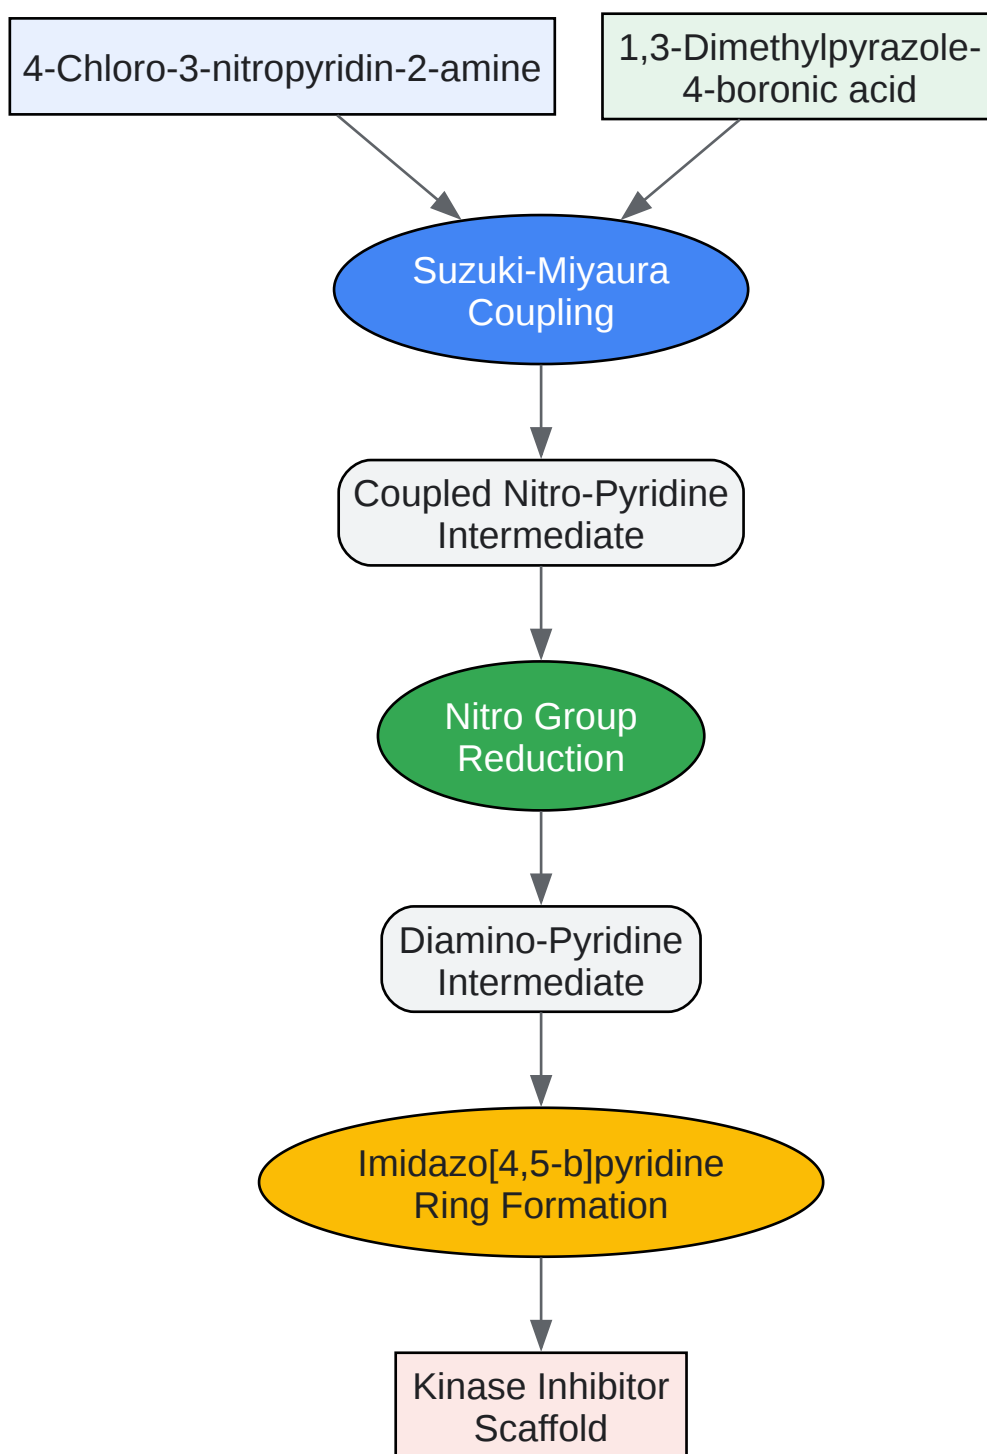 4-Chloro-3-nitropyridin-2-amine
1,3-Dimethylpyrazole-
4-boronic acid
Suzuki-Miyaura
Coupling
Coupled Nitro-Pyridine
Intermediate
Nitro Group
Reduction
Diamino-Pyridine
Intermediate
Imidazo[4,5-b]pyridine
Ring Formation
Kinase Inhibitor
Scaffold